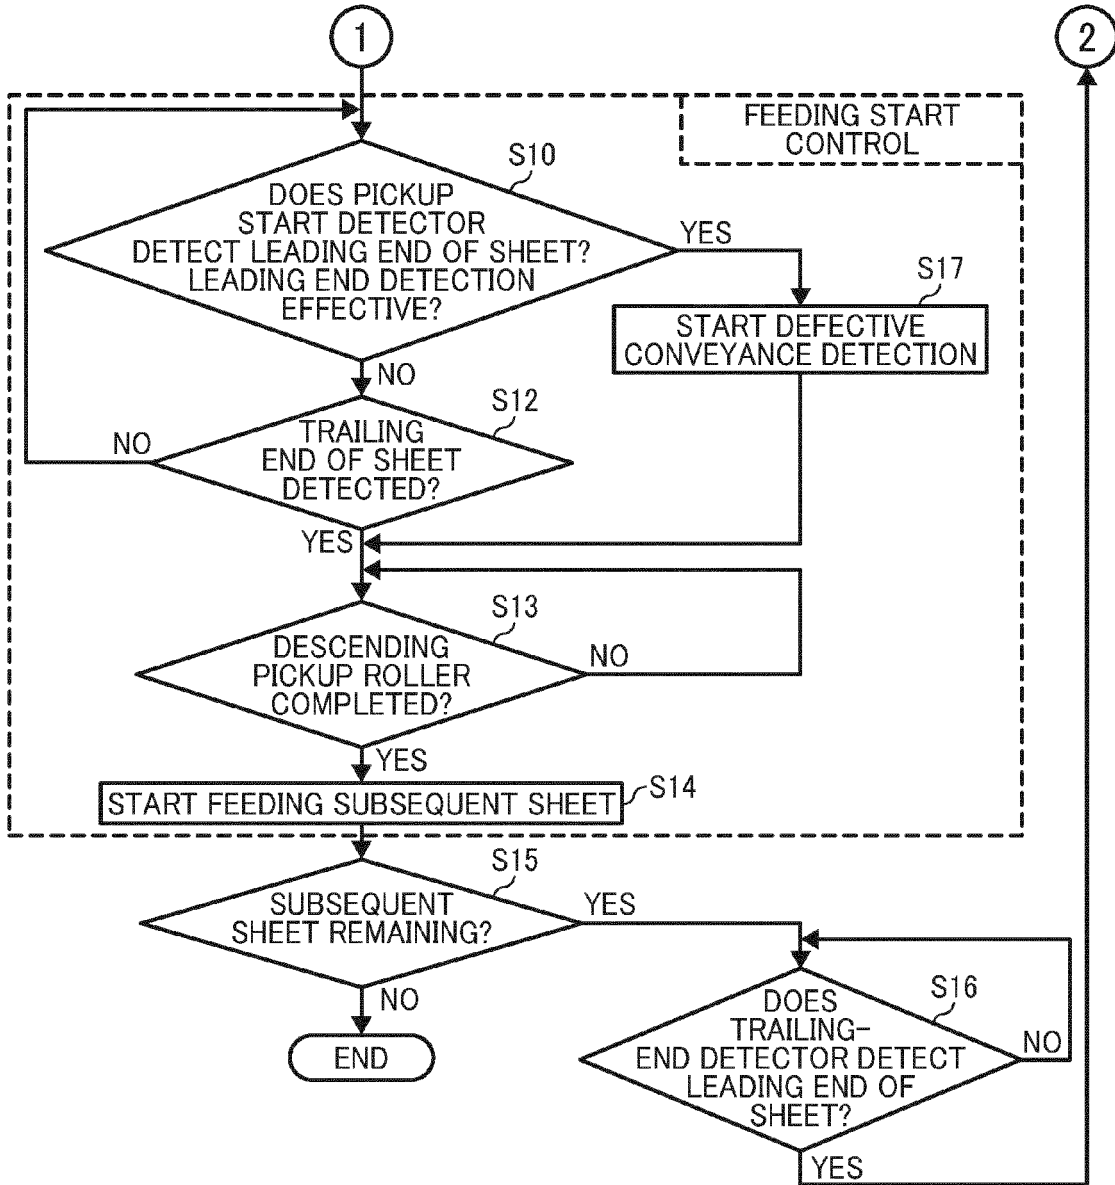 1
2
FEEDING START
CONTROL
S10
DOES PICKUP
START DETECTOR
DETECT LEADING END OF SHEET?
LEADING END DETECTION
EFFECTIVE?
YES
S17
START DEFECTIVE
CONVEYANCE DETECTION
NO
S12
TRAILING
END OF SHEET
DETECTED?
NO
YES
S13
DESCENDING
PICKUP ROLLER
COMPLETED?
NO
YES
START FEEDING SUBSEQUENT SHEET
S14
S15
SUBSEQUENT
SHEET REMAINING?
YES
NO
END
S16
DOES
TRAILING-
END DETECTOR DETECT
LEADING END OF
SHEET?
NO
YES